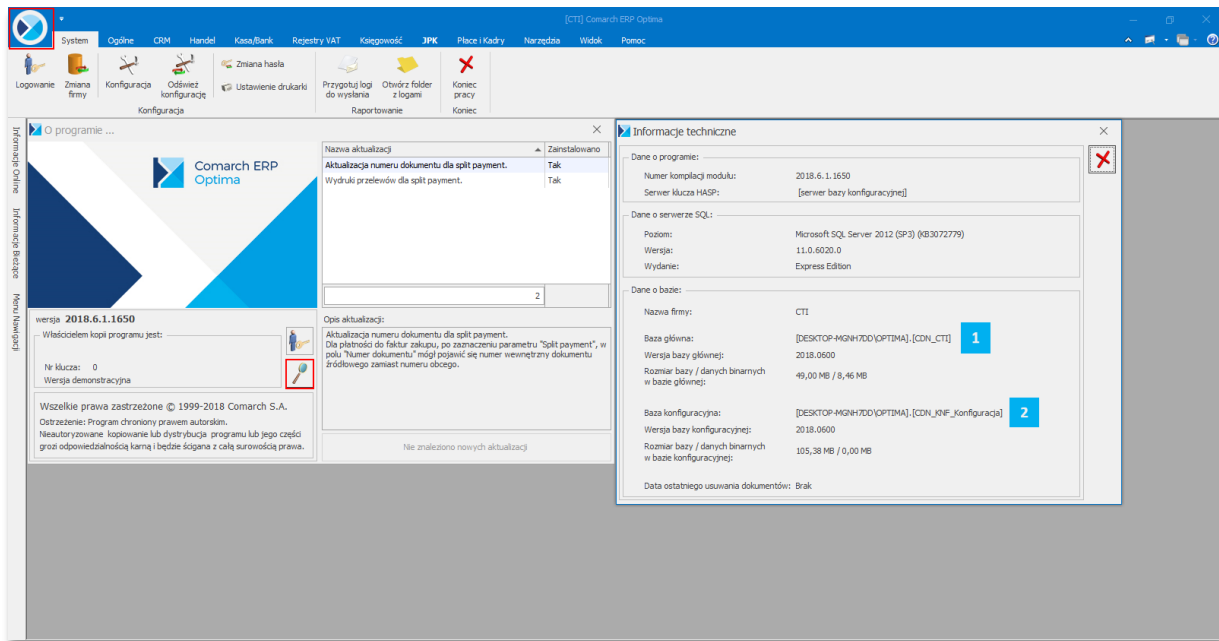 [CTI] Comarch ERP Optima
System Ogólne CRM Handel Kasa/Bank Rejestry VAT Księgowość JPK Płace i Kadry Narzędzia Widok Pomoc
Logowanie
Zmiana firmy
Konfiguracja
Odśwież konfigurację
Zmiana hasła
Ustawienie drukarki
Przygotuj logi do wysłania
Otwórz folder z logami
Koniec pracy
Konfiguracja Raportowanie Koniec
Informacje Online
Informacje Bieżące
Menu Nawigacji
O programie ...
Comarch ERP
Optima
Nazwa aktualizacji Zainstalowano
Aktualizacja numeru dokumentu dla split payment. Tak
Wydruki przelewów dla split payment. Tak
2
wersja 2018.6.1.1650
Właścicielem kopii programu jest:
Nr klucza: 0
Wersja demonstracyjna
Wszelkie prawa zastrzeżone © 1999-2018 Comarch S.A.
Ostrzeżenie: Program chroniony prawem autorskim.
Nieautoryzowane kopiowanie lub dystrybucja programu lub jego części
grozi odpowiedzialnością karną i będzie ścigana z całą surowością prawa.
Opis aktualizacji:
Aktualizacja numeru dokumentu dla split payment.
Dla płatności do faktur zakupu, po zaznaczeniu parametru "Split payment", w
polu "Numer dokumentu" mógł pojawić się numer wewnętrzny dokumentu
źródłowego zamiast numeru obcego.
Nie znaleziono nowych aktualizacji
Informacje techniczne
Dane o programie:
Numer kompilacji modułu: 2018.6.1.1650
Serwer klucza HASP: [serwer bazy konfiguracyjnej]
Dane o serwerze SQL:
Poziom: Microsoft SQL Server 2012 (SP3) (KB3072779)
Wersja: 11.0.6020.0
Wydanie: Express Edition
Dane o bazie:
Nazwa firmy: CTI
Baza główna: [DESKTOP-MGNH7DD\OPTIMA].[CDN_CTI] 1
Wersja bazy głównej: 2018.0600
Rozmiar bazy / danych binarnych
w bazie głównej: 49,00 MB / 8,46 MB
Baza konfiguracyjna: [DESKTOP-MGNH7DD\OPTIMA].[CDN_KNF_Konfiguracja] 2
Wersja bazy konfiguracyjnej: 2018.0600
Rozmiar bazy / danych binarnych
w bazie konfiguracyjnej: 105,38 MB / 0,00 MB
Data ostatniego usuwania dokumentów: Brak